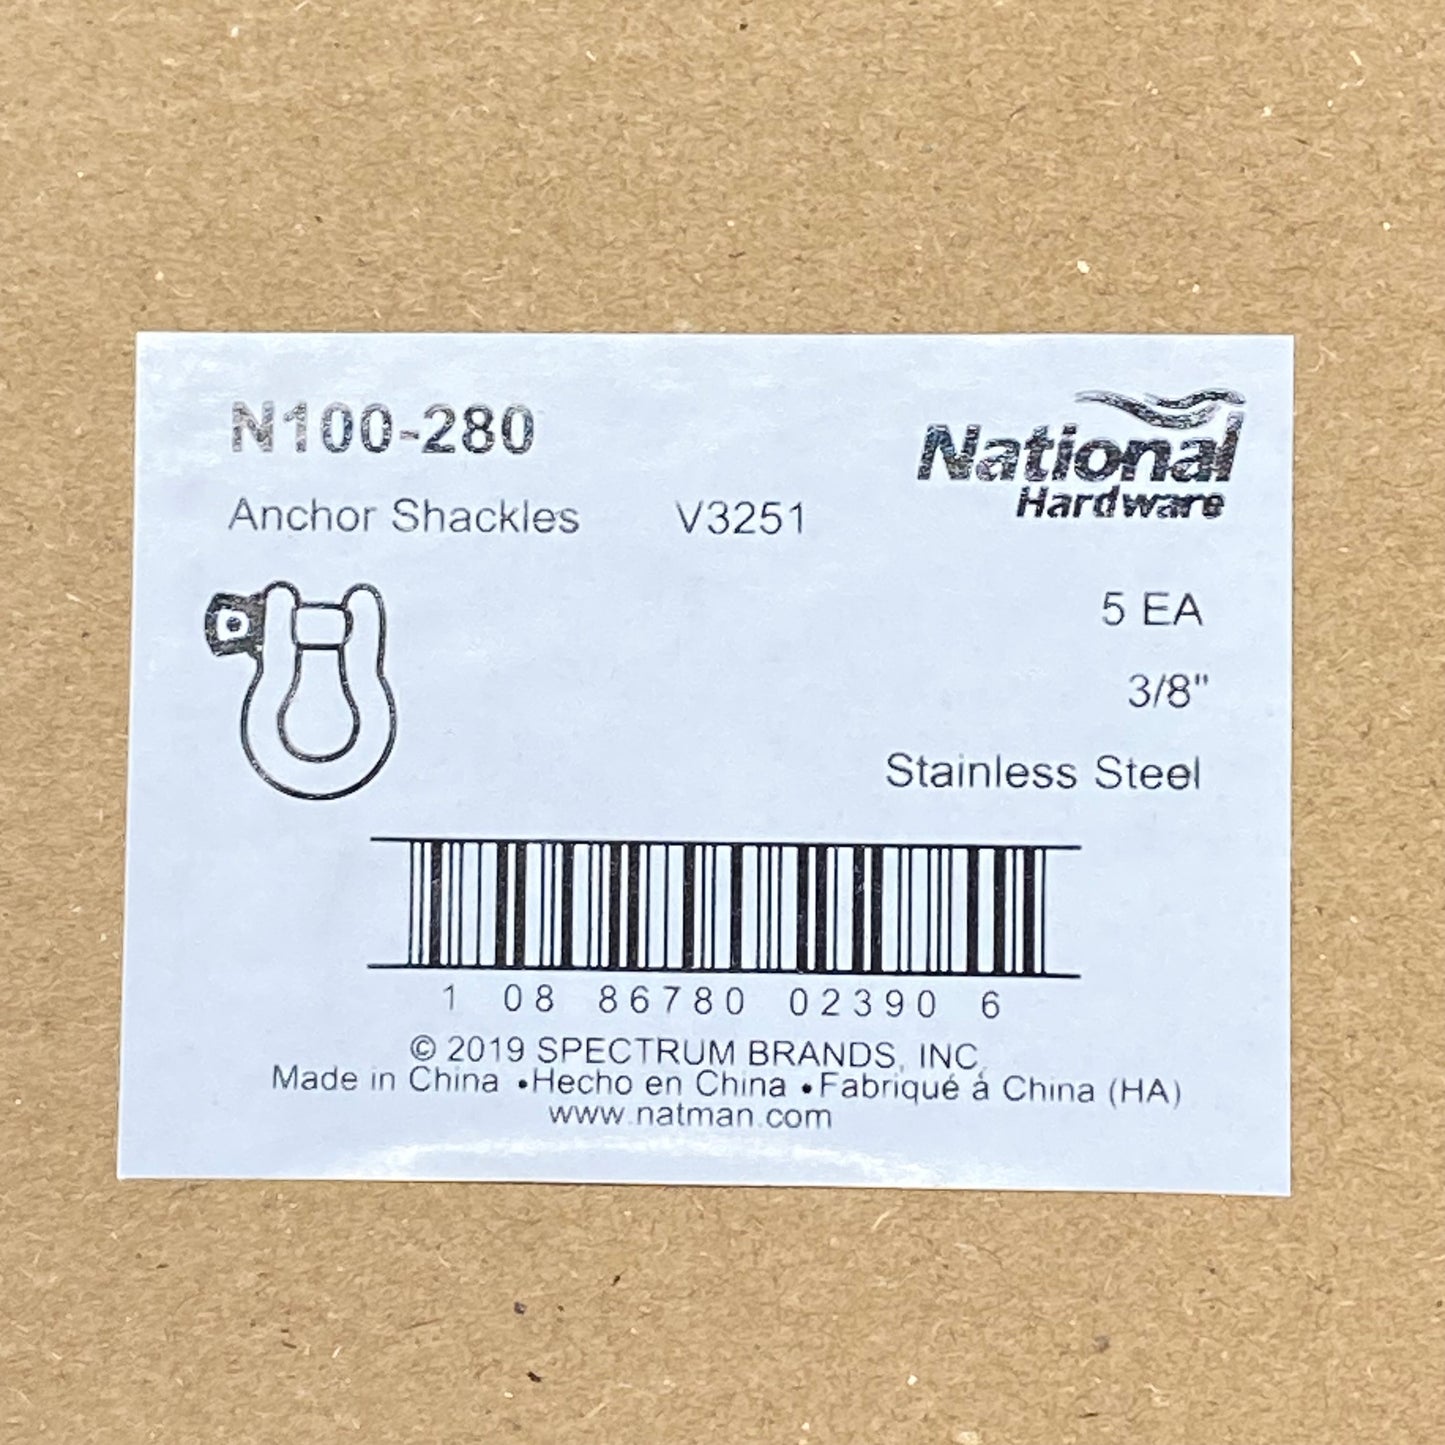 N100-280
National
Hardware
Anchor Shackles V3251
5 EA
3/8"
Stainless Steel
1 08 86780 02390 6
© 2019 SPECTRUM BRANDS, INC.
Made in China •Hecho en China •Fabriqué á China (HA)
www.natman.com